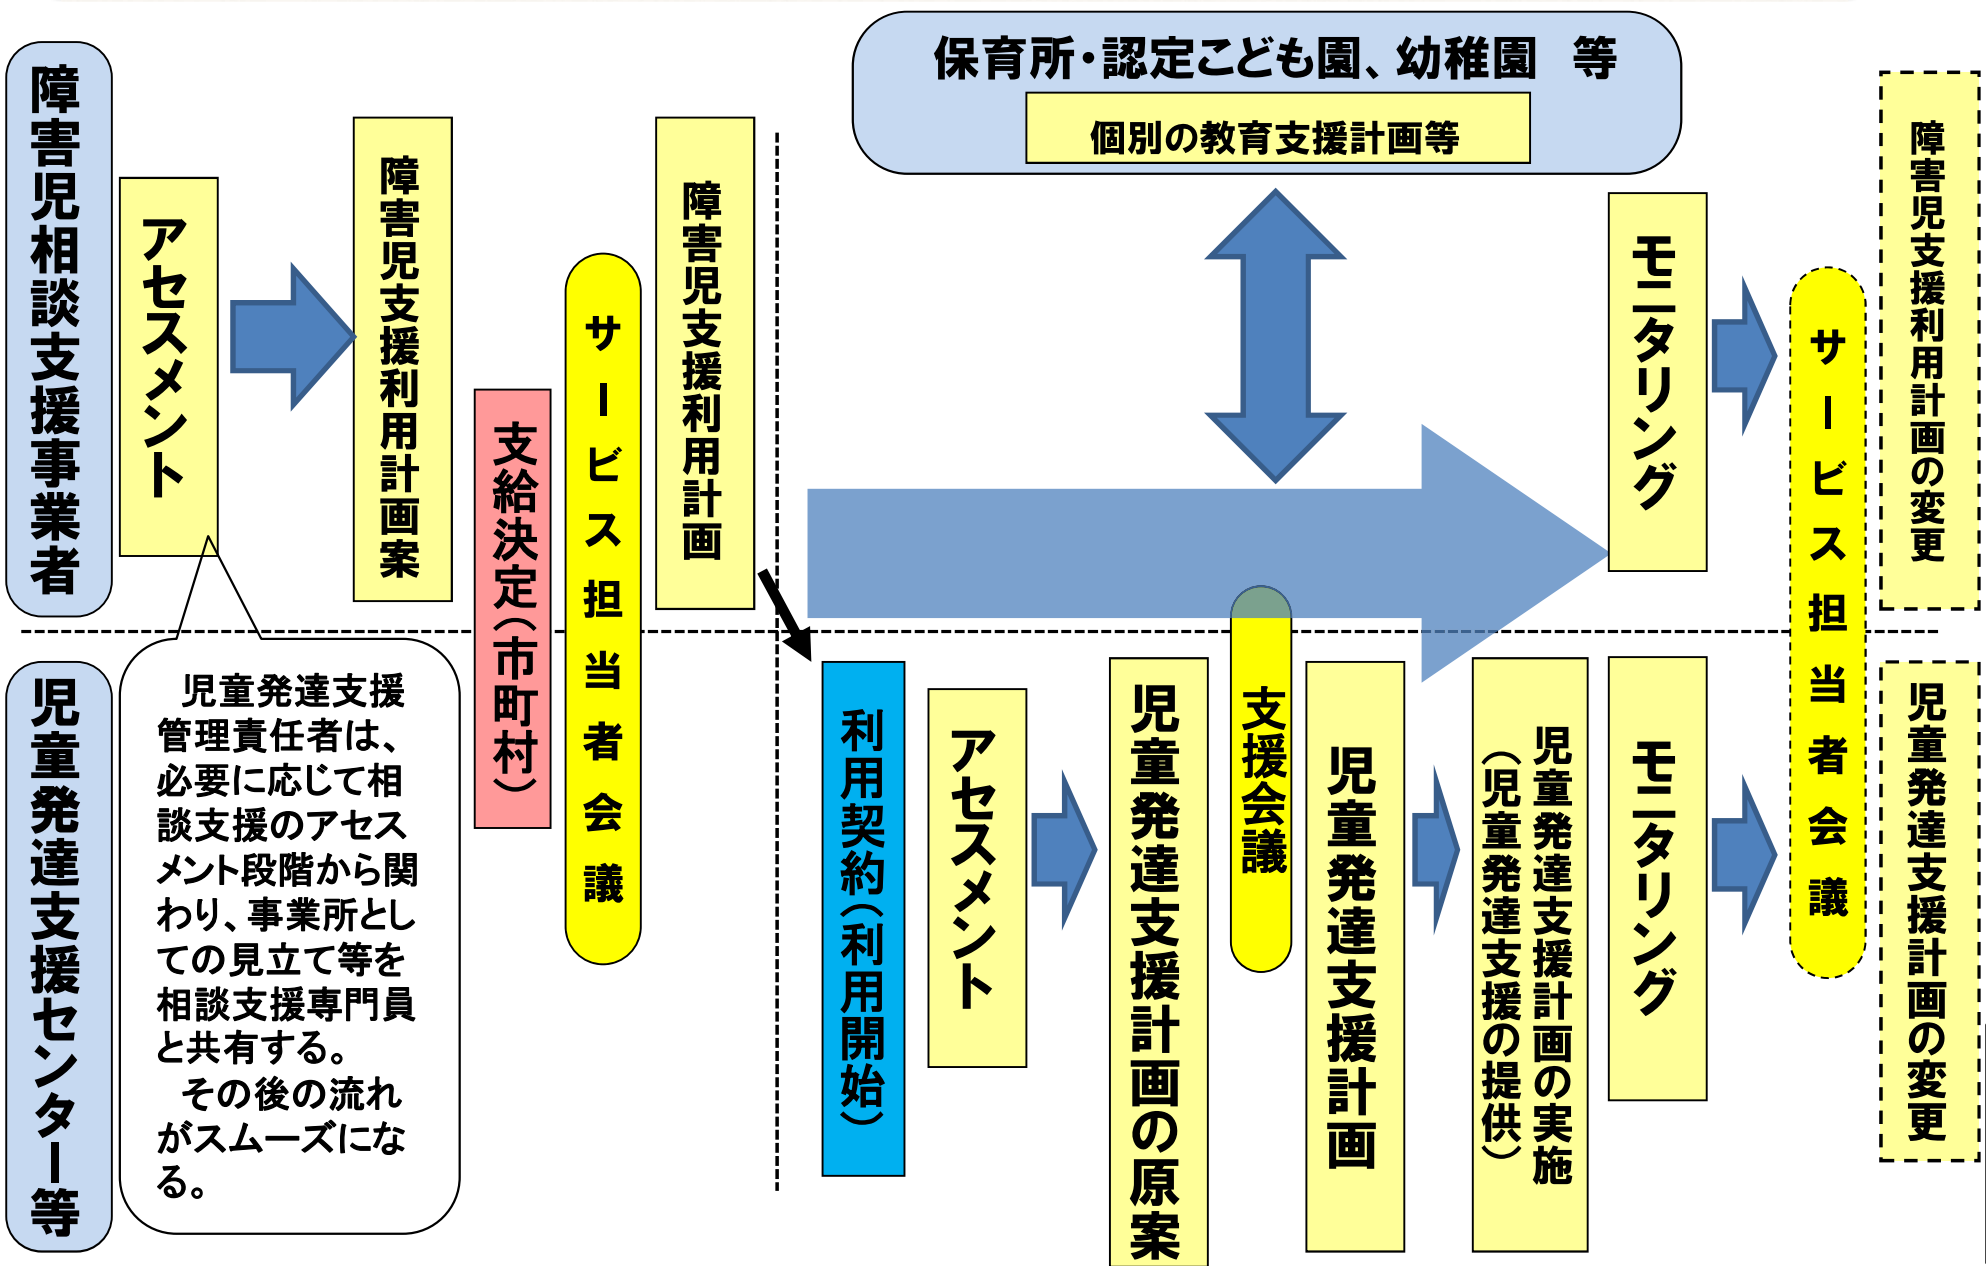 障害児相談支援事業者
アセスメント
障害児支援利用計画案
支給決定(市町村)
サービス担当者会議
障害児支援利用計画
保育所・認定こども園、幼稚園　等
個別の教育支援計画等
モニタリング
サービス担当者会議
障害児支援利用計画の変更
児童発達支援センター等
児童発達支援
管理責任者は、
必要に応じて相
談支援のアセス
メント段階から関
わり、事業所とし
ての見立て等を
相談支援専門員
と共有する。
その後の流れ
がスムーズにな
る。
利用契約(利用開始)
アセスメント
児童発達支援計画の原案
支援会議
児童発達支援計画
児童発達支援計画の実施
(児童発達支援の提供)
モニタリング
児童発達支援計画の変更